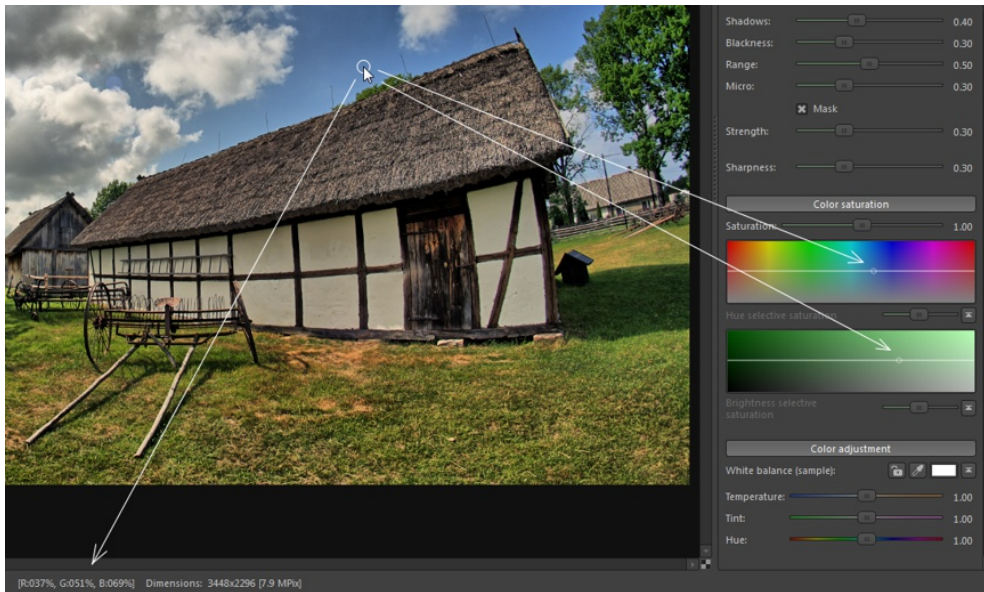 Shadows: 0.40
Blackness: 0.30
Range: 0.50
Micro: 0.30
Mask
Strength: 0.30
Sharpness: 0.30
Color saturation
Saturation: 1.00
Hue selective saturation
Brightness selective
saturation
Color adjustment
White balance (sample):
Temperature: 1.00
Tint: 1.00
Hue: 1.00
[R:037%, G:051%, B:069%] Dimensions: 3448x2296 [7.9 MPix]